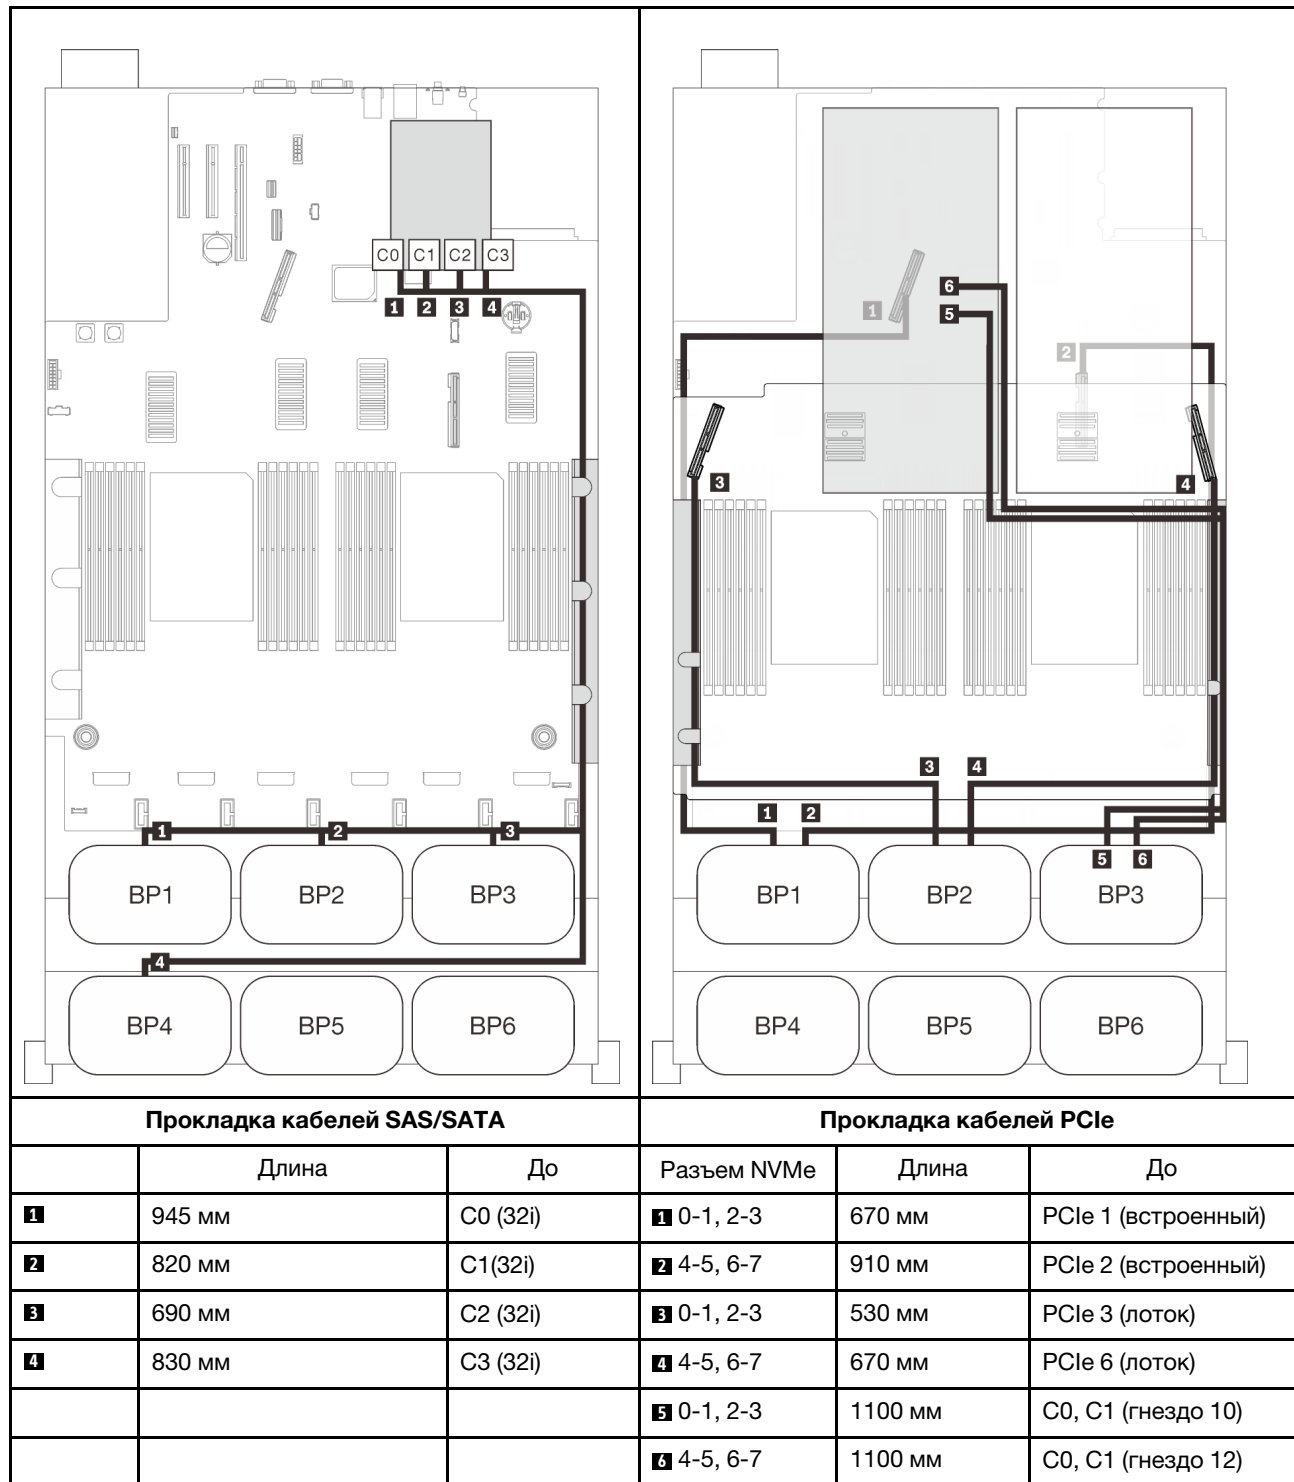 C0 C1 C2 C3
1 2 3 4
1 2 3
BP1 BP2 BP3
4
BP4 BP5 BP6
6
1 5
2
3 4
3 4
1 2
5 6
BP1 BP2 BP3
BP4 BP5 BP6
Прокладка кабелей SAS/SATA Прокладка кабелей PCIe
Длина До Разъем NVMe Длина До
1 945 мм C0 (32i) 1 0-1, 2-3 670 мм PCIe 1 (встроенный)
2 820 мм C1(32i) 2 4-5, 6-7 910 мм PCIe 2 (встроенный)
3 690 мм C2 (32i) 3 0-1, 2-3 530 мм PCIe 3 (лоток)
4 830 мм C3 (32i) 4 4-5, 6-7 670 мм PCIe 6 (лоток)
5 0-1, 2-3 1100 мм C0, C1 (гнездо 10)
6 4-5, 6-7 1100 мм C0, C1 (гнездо 12)